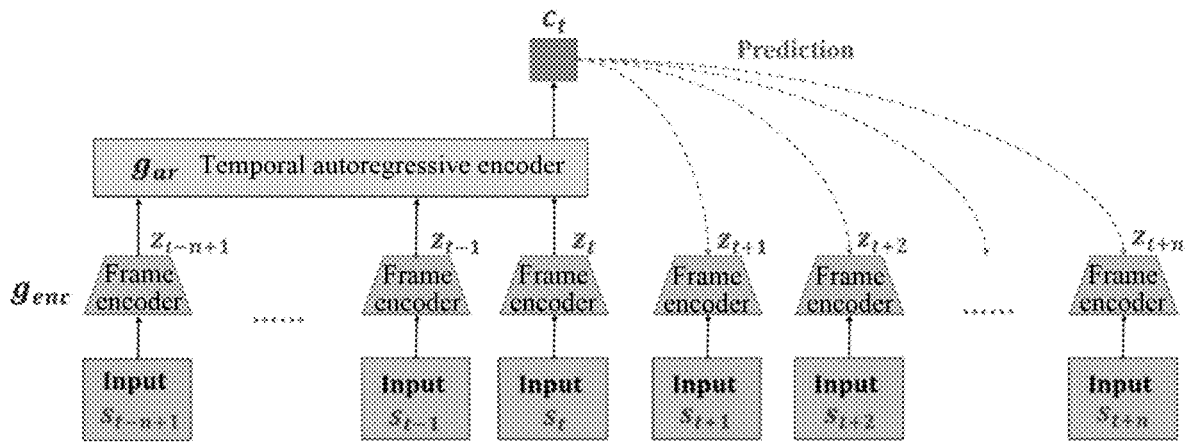 C_t
Prediction
g_ar Temporal autoregressive encoder
z_{t-n+1} z_{t-1} z_t z_{t+1} z_{t+2} z_{t+n}
g_enc Frame encoder Frame encoder Frame encoder Frame encoder Frame encoder Frame encoder
...... ......
Input Input Input Input Input Input
s_{t-n+1} s_{t-1} s_t s_{t+1} s_{t+2} s_{t+n}